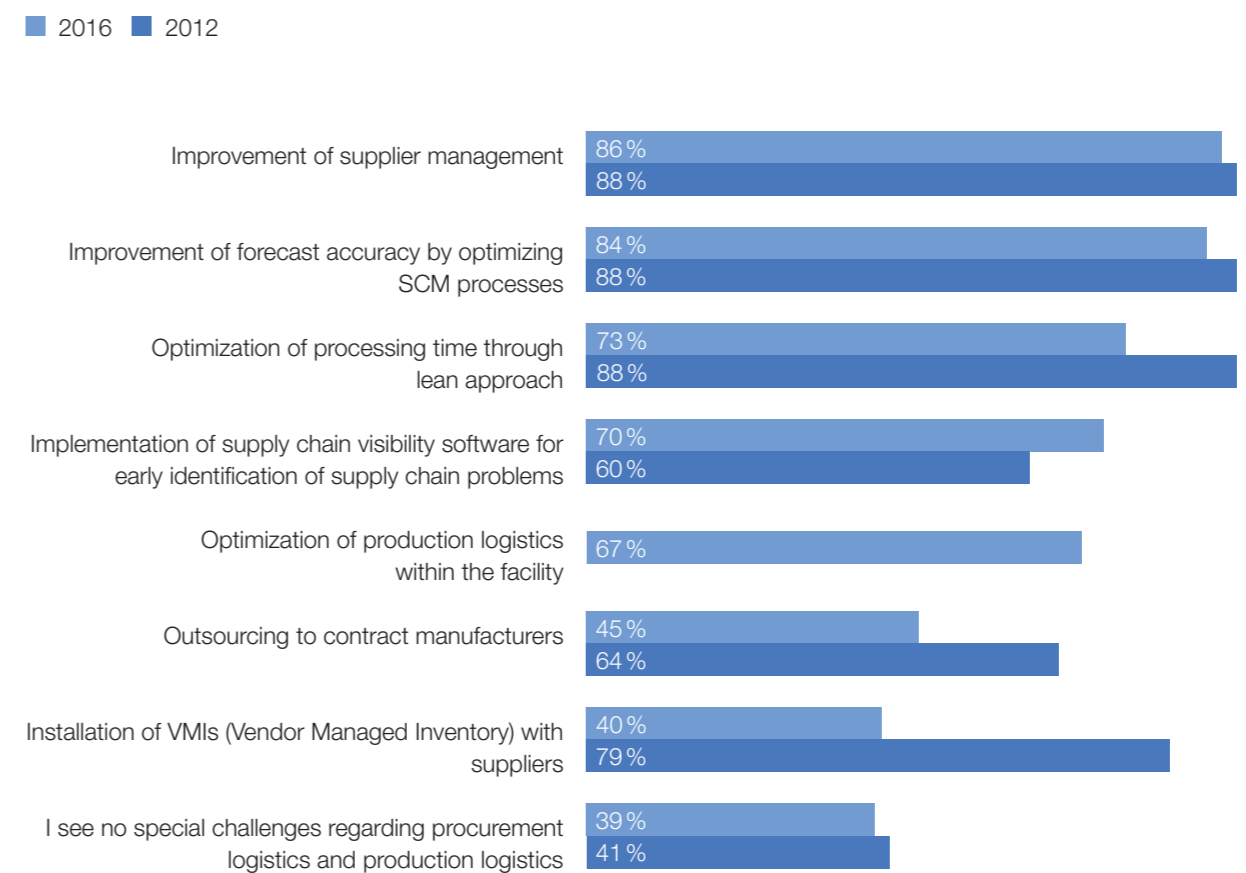 2016 2012
Improvement of supplier management
86 %
88 %
Improvement of forecast accuracy by optimizing
SCM processes
84 %
88 %
Optimization of processing time through
lean approach
73 %
88 %
Implementation of supply chain visibility software for
early identification of supply chain problems
70 %
60 %
Optimization of production logistics
within the facility
67 %
Outsourcing to contract manufacturers
45 %
64 %
Installation of VMIs (Vendor Managed Inventory) with
suppliers
40 %
79 %
I see no special challenges regarding procurement
logistics and production logistics
39 %
41 %